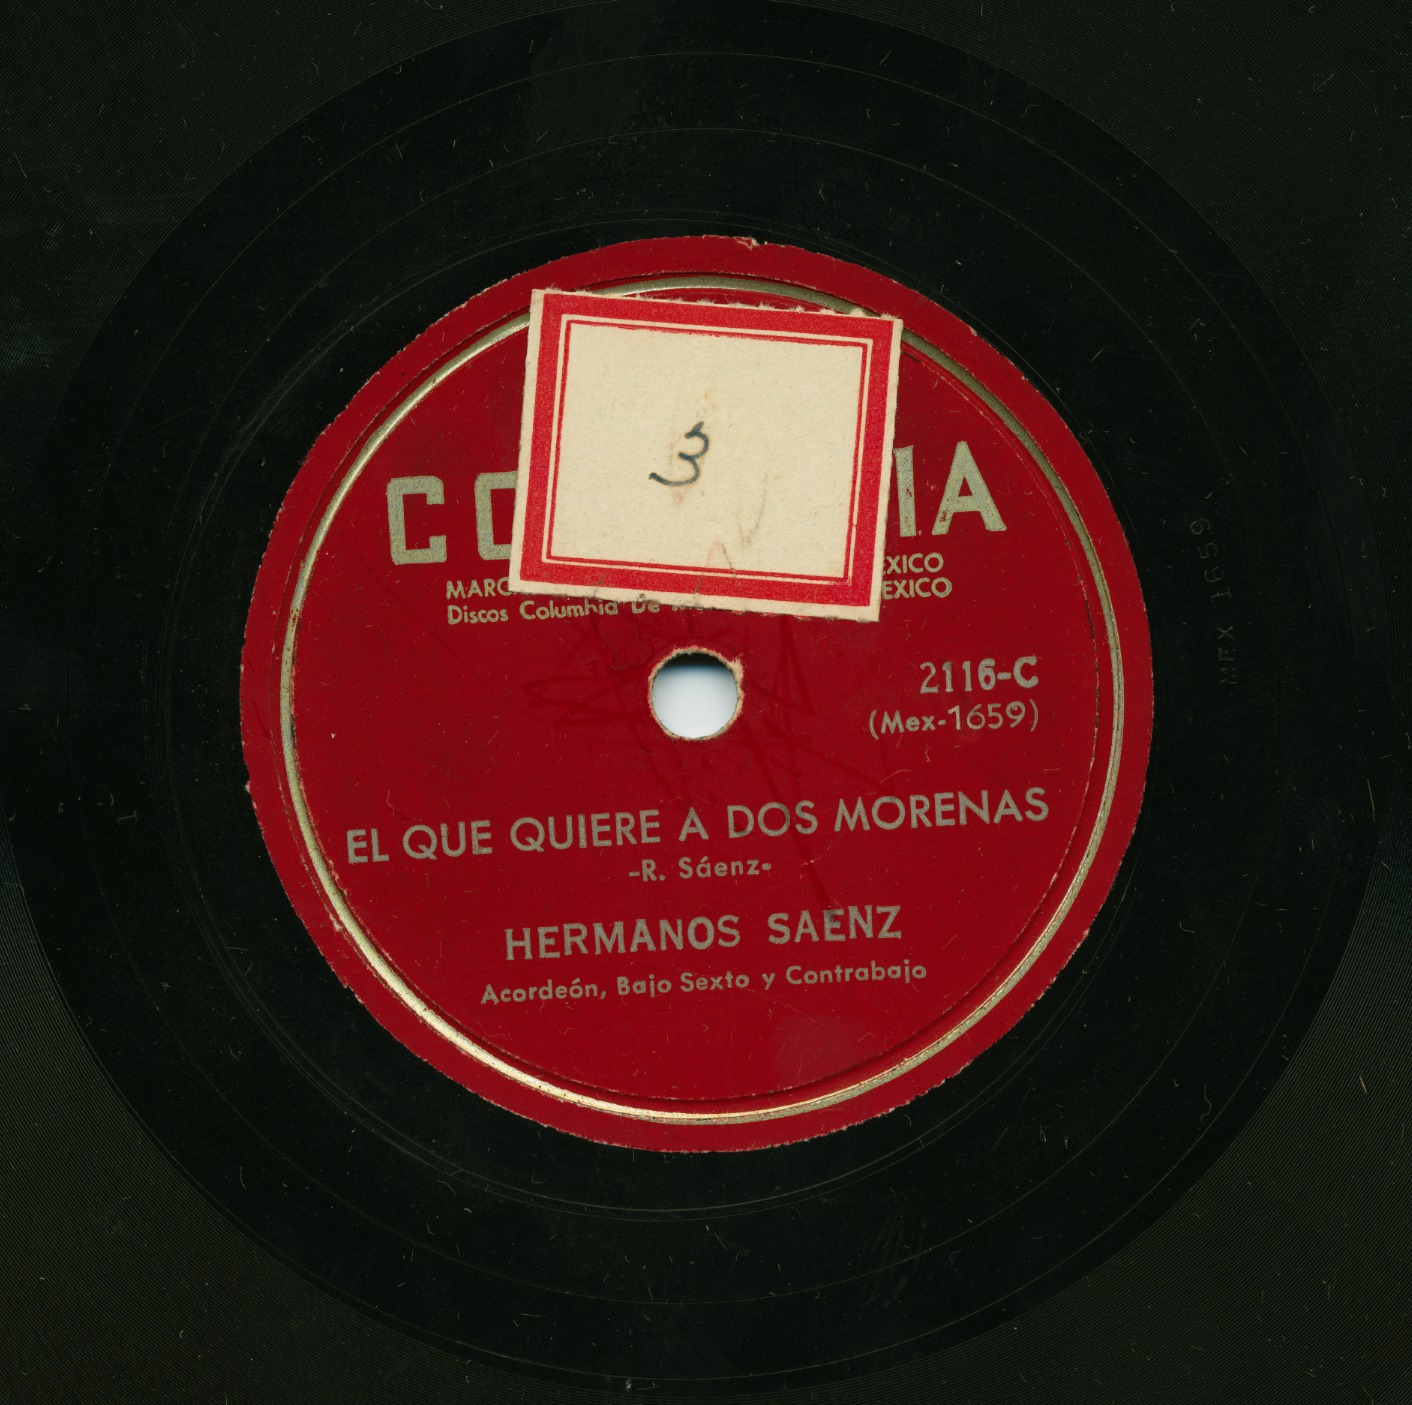 3
CO IA
EXICO
MARC EXICO
Discos Columbia De
2116-C
(Mex-1659)
EL QUE QUIERE A DOS MORENAS
-R. Sáenz-
HERMANOS SAENZ
Acordeón, Bajo Sexto y Contrabajo
MEX 1659